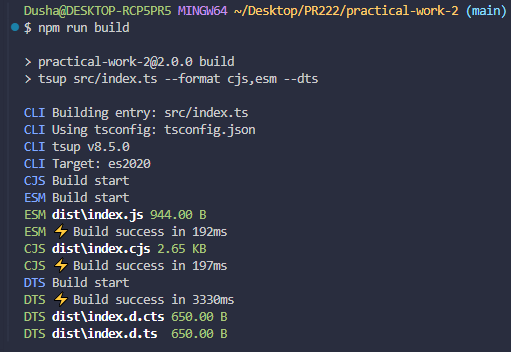 Dusha@DESKTOP-RCP5PR5 MINGW64 ~/Desktop/PR222/practical-work-2 (main)
$ npm run build
> practical-work-2@2.0.0 build
> tsup src/index.ts --format cjs,esm --dts
CLI Building entry: src/index.ts
CLI Using tsconfig: tsconfig.json
CLI tsup v8.5.0
CLI Target: es2020
CJS Build start
ESM Build start
ESM dist\index.js 944.00 B
ESM ⚡ Build success in 192ms
CJS dist\index.cjs 2.65 KB
CJS ⚡ Build success in 197ms
DTS Build start
DTS ⚡ Build success in 3330ms
DTS dist\index.d.cts 650.00 B
DTS dist\index.d.ts  650.00 B